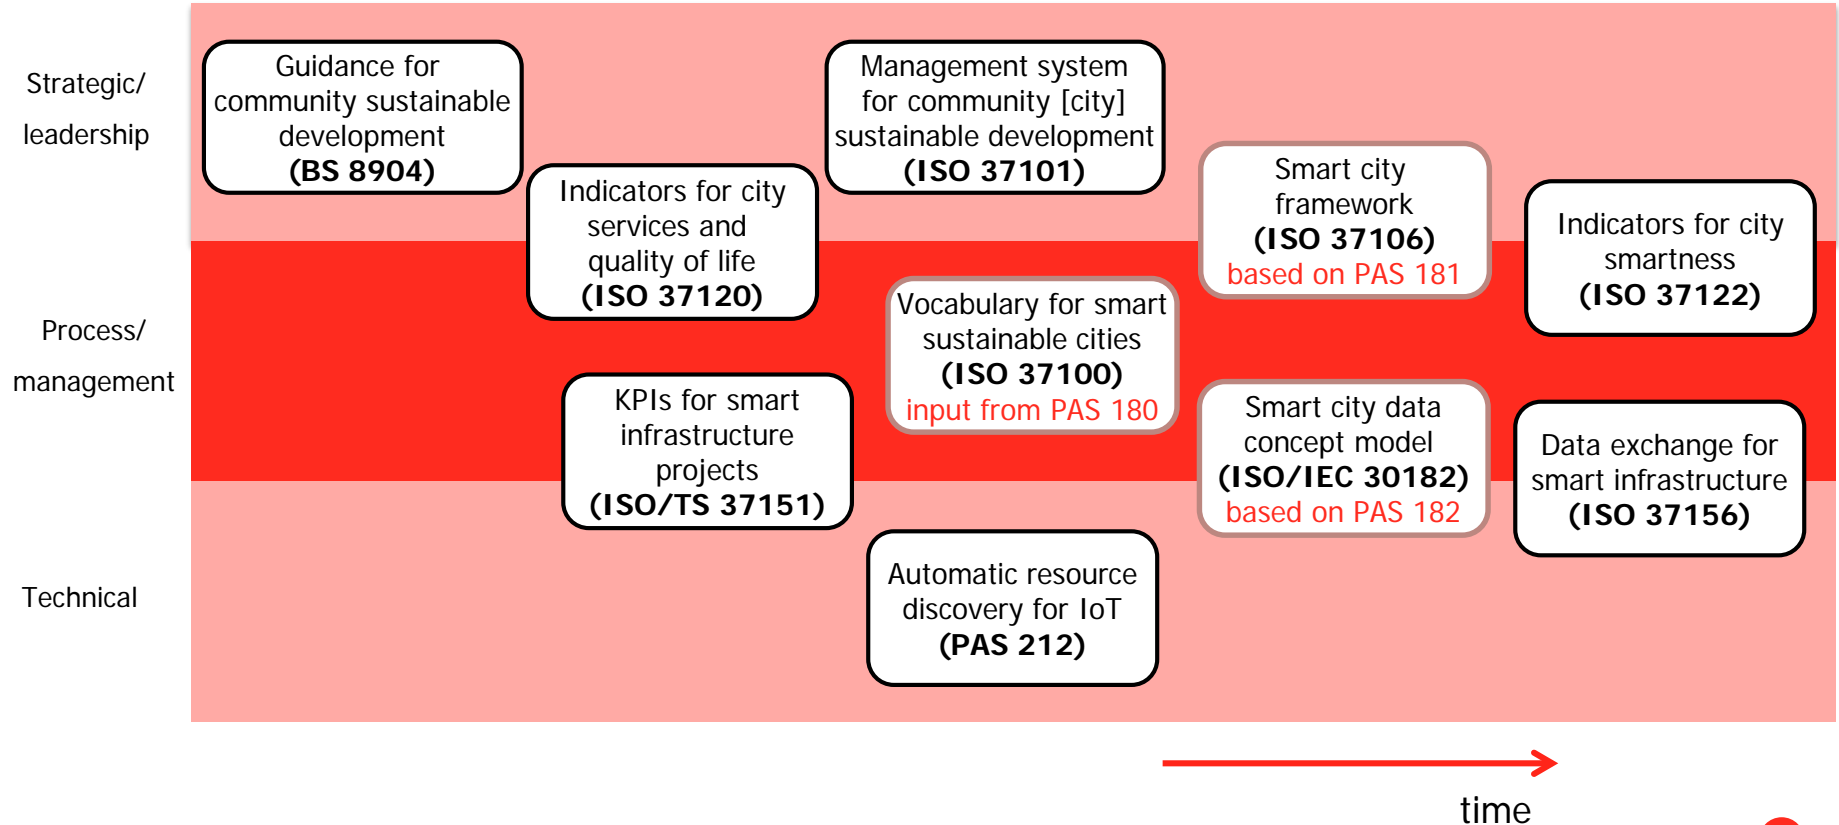 Strategic/
leadership
Guidance for
community sustainable
development
(BS 8904)
Management system
for community [city]
sustainable development
(ISO 37101)
Indicators for city
services and
quality of life
(ISO 37120)
Smart city
framework
(ISO 37106)
based on PAS 181
Indicators for city
smartness
(ISO 37122)
Process/
management
Vocabulary for smart
sustainable cities
(ISO 37100)
input from PAS 180
KPIs for smart
infrastructure
projects
(ISO/TS 37151)
Smart city data
concept model
(ISO/IEC 30182)
based on PAS 182
Data exchange for
smart infrastructure
(ISO 37156)
Technical
Automatic resource
discovery for IoT
(PAS 212)
time